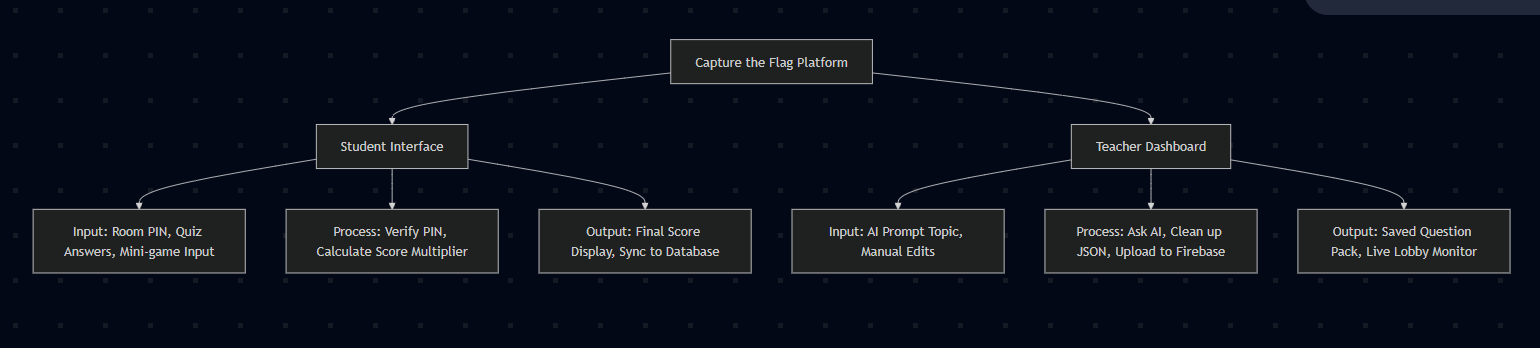 Capture the Flag Platform
Student Interface
Teacher Dashboard
Input: Room PIN, Quiz
Answers, Mini-game Input
Process: Verify PIN,
Calculate Score Multiplier
Output: Final Score
Display, Sync to Database
Input: AI Prompt Topic,
Manual Edits
Process: Ask AI, Clean up
JSON, Upload to Firebase
Output: Saved Question
Pack, Live Lobby Monitor